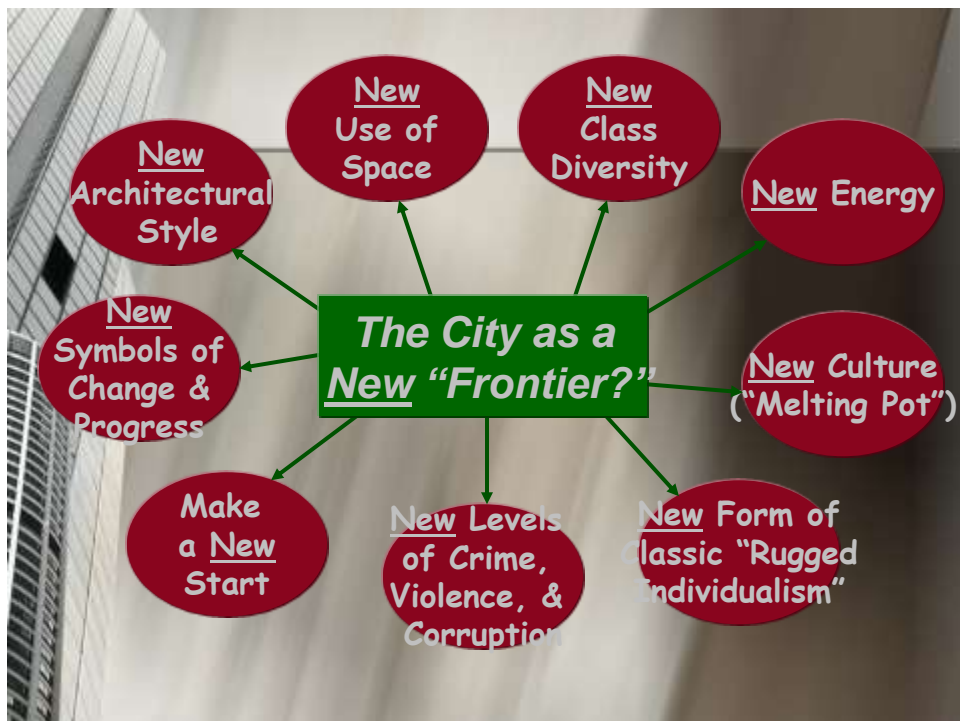 New
Use of
Space
New
Class
Diversity
New
Architectural
Style
New Energy
The City as a
New “Frontier?”
New
Symbols of
Change &
Progress
New Culture
(“Melting Pot”)
Make
a New
Start
New Levels
of Crime,
Violence, &
Corruption
New Form of
Classic “Rugged
Individualism”